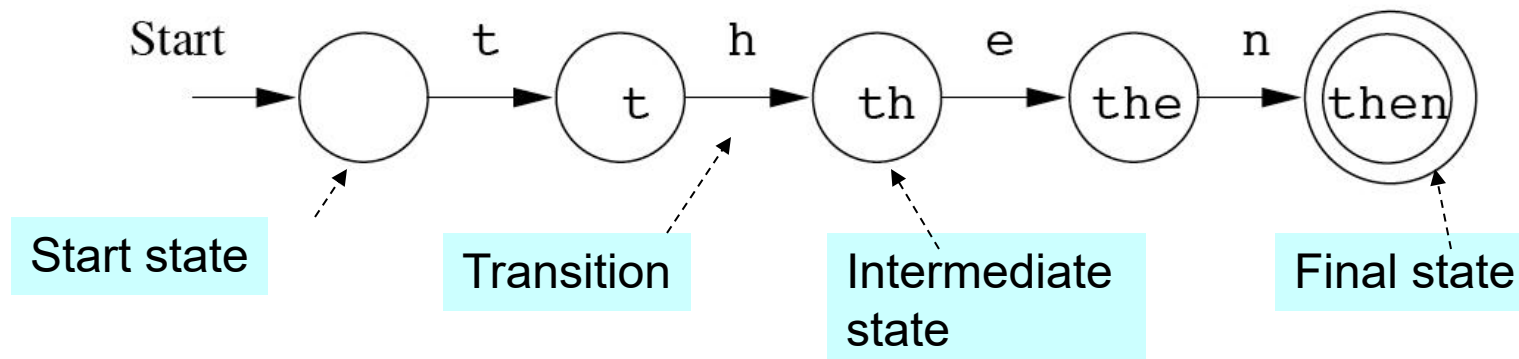 Start t h e n
t th the then
Start state Transition Intermediate Final state
state